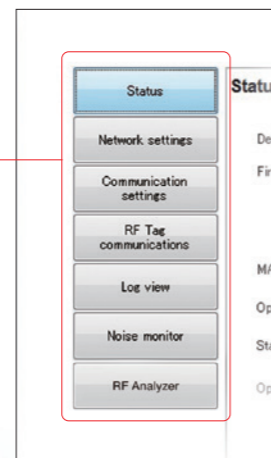 Status
Network settings
Communication
settings
RF Tag
communications
Log view
Noise monitor
RF Analyzer